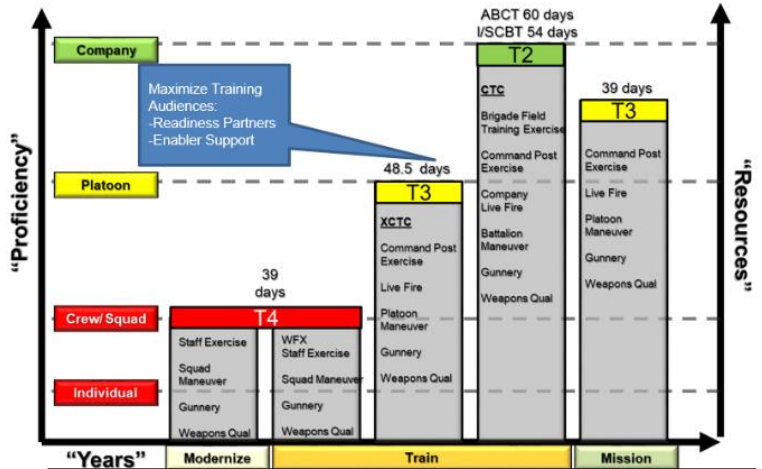 ABCT 60 days
I/SCBT 54 days
Company
T2
Maximize Training
Audiences:
-Readiness Partners
-Enabler Support
CTC
Brigade Field
Training Exercise
Command Post
Exercise
Company
Live Fire
Battalion
Maneuver
Gunnery
Weapons Qual
39 days
T3
Command Post
Exercise
Live Fire
Platoon
Maneuver
Gunnery
Weapons Qual
"Proficiency"
"Resources"
48.5 days
Platoon
T3
XCTC
Command Post
Exercise
Live Fire
Platoon
Maneuver
Gunnery
Weapons Qual
39
days
Crew/Squad
T4
Staff Exercise
Squad
Maneuver
Gunnery
Weapons Qual
WFX
Staff Exercise
Squad Maneuver
Gunnery
Weapons Qual
Individual
"Years"
Modernize
Train
Mission